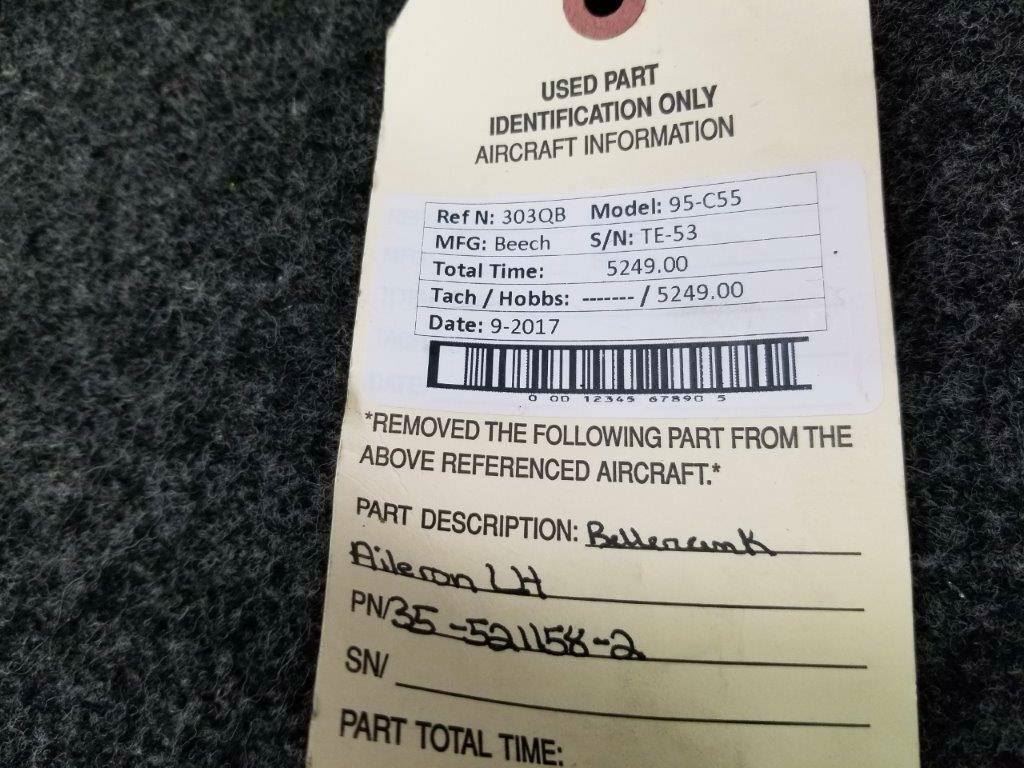 USED PART
IDENTIFICATION ONLY
AIRCRAFT INFORMATION
Ref N: 303QB Model: 95-C55
MFG: Beech S/N: TE-53
Total Time: 5249.00
Tach / Hobbs: ------- / 5249.00
Date: 9-2017
0 00 12345 67890 5
*REMOVED THE FOLLOWING PART FROM THE
ABOVE REFERENCED AIRCRAFT.*
PART DESCRIPTION: Bellercank
Aileron LH
PN/35-521158-2
SN/
PART TOTAL TIME: